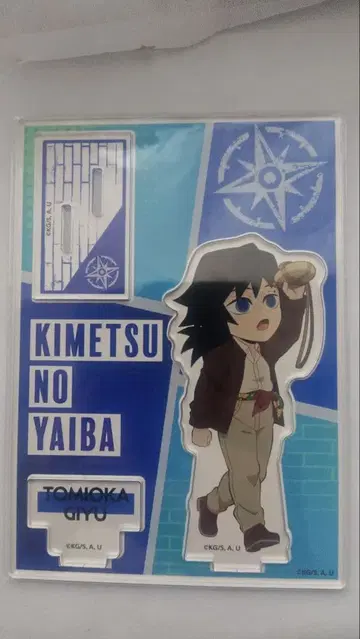 ©KG/S, A, U
KIMETSU
NO
YAIBA
TOMIOKA
GIYU
©KG/S, A, U
©KG/S, A, U
©KG/S, A, U